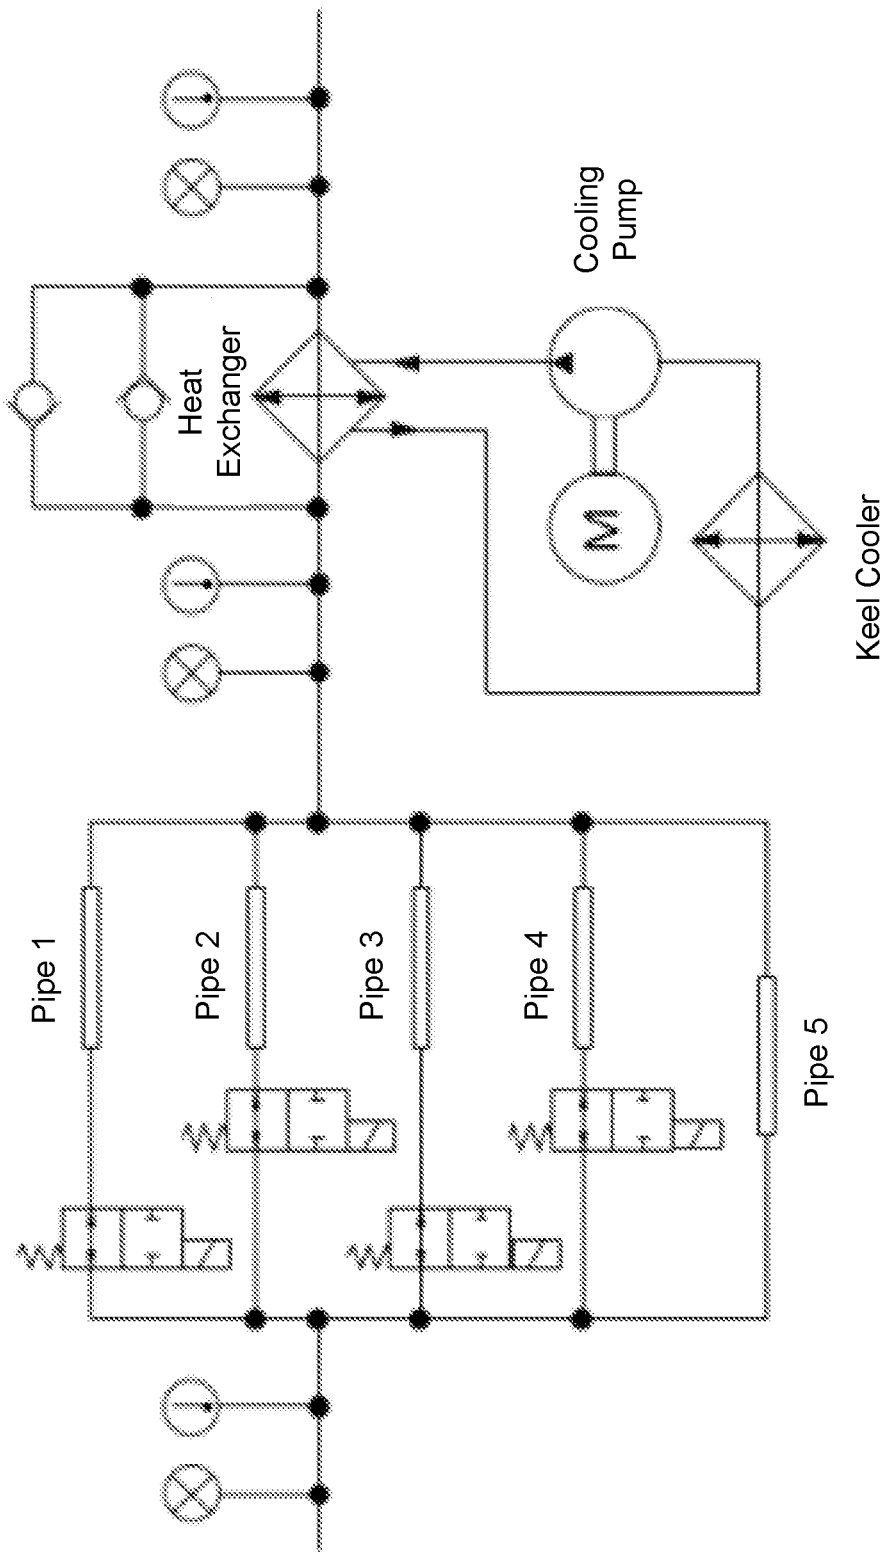 Pipe 1
Pipe 2
Pipe 3
Pipe 4
Pipe 5
Heat
Exchanger
Cooling
Pump
M
Keel Cooler